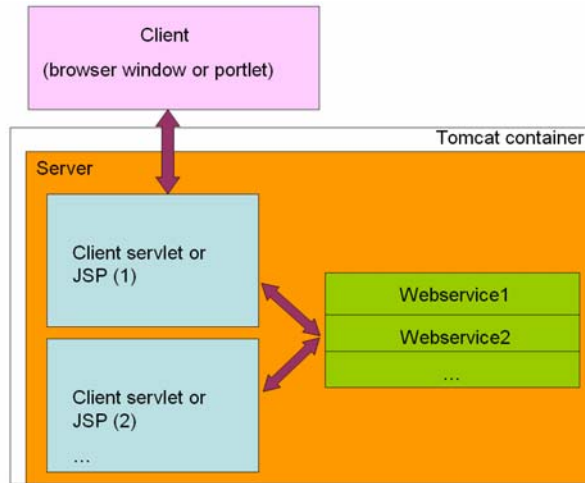 Client
(browser window or portlet)
Tomcat container
Server
Client servlet or
JSP (1)
Webservice1
Webservice2
...
Client servlet or
JSP (2)
...